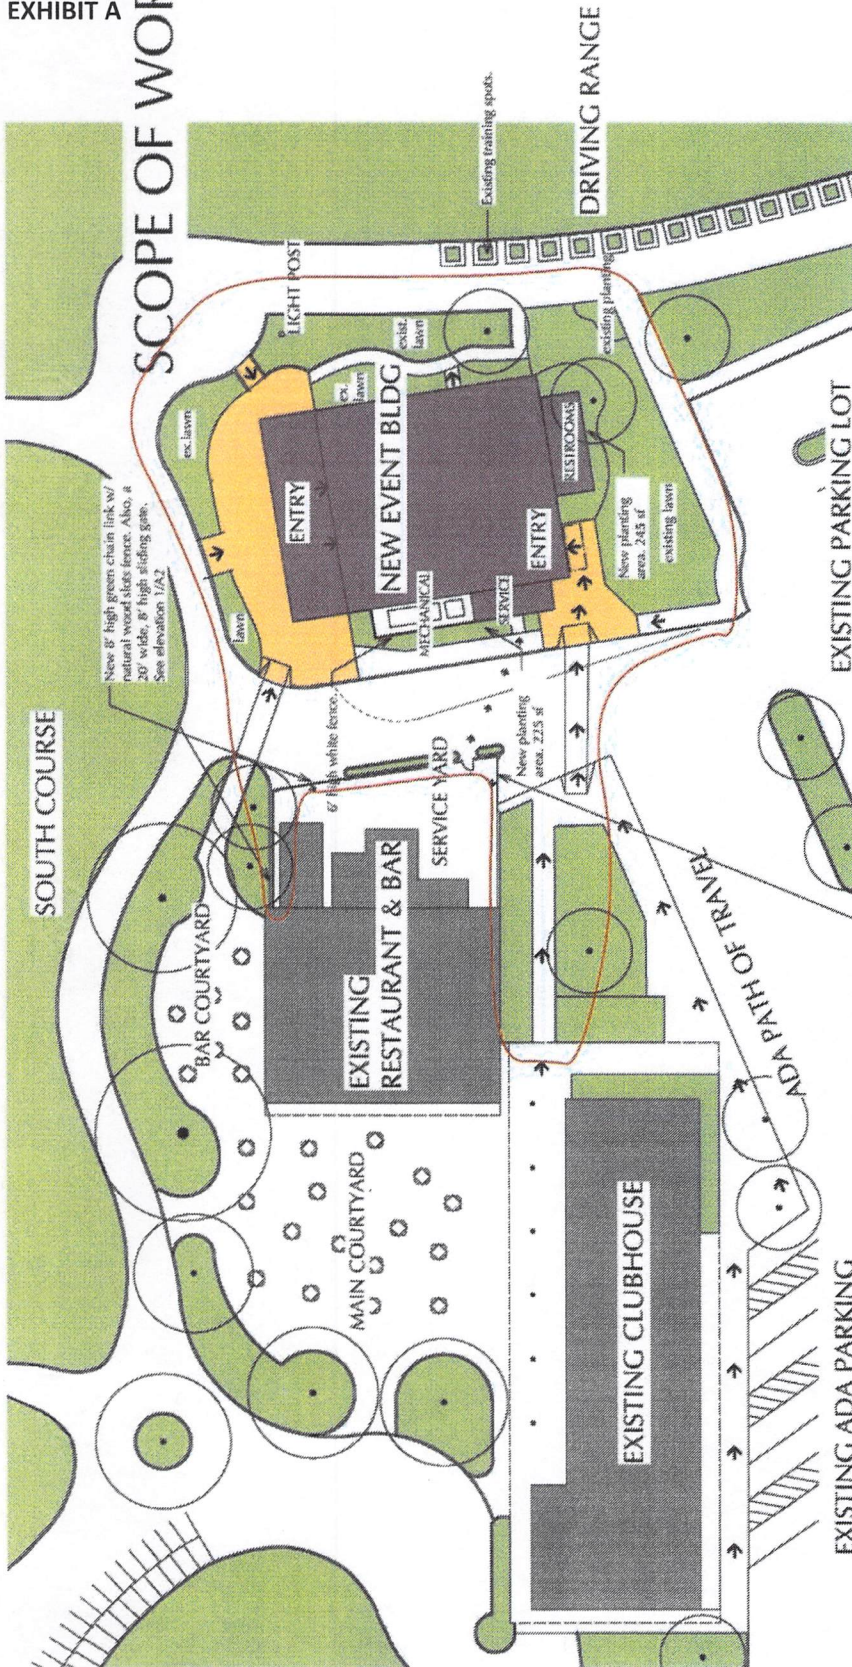 EXHIBIT A
SCOPE OF WOR
SOUTH COURSE
New 8' high green chain link w/
natural wood slots fence. Also, a
20' wide, 8' high sliding gate.
See elevation 1/A2
ex.lawn
lawn
LIGHT POST
exist.
lawn
ex.
lawn
ENTRY
NEW EVENT BLDG
MECHANICAL
SERVICE
ENTRY
RESTROOMS
Existing training spots.
DRIVING RANGE
existing planting
New planting
area. 245 sf
existing lawn
EXISTING PARKING LOT
6' high white fence.
New planting
area. 225 sf
SERVICE YARD
BAR COURTYARD
EXISTING
RESTAURANT & BAR
ADA PATH OF TRAVEL
MAIN COURTYARD
EXISTING CLUBHOUSE
EXISTING ADA PARKING